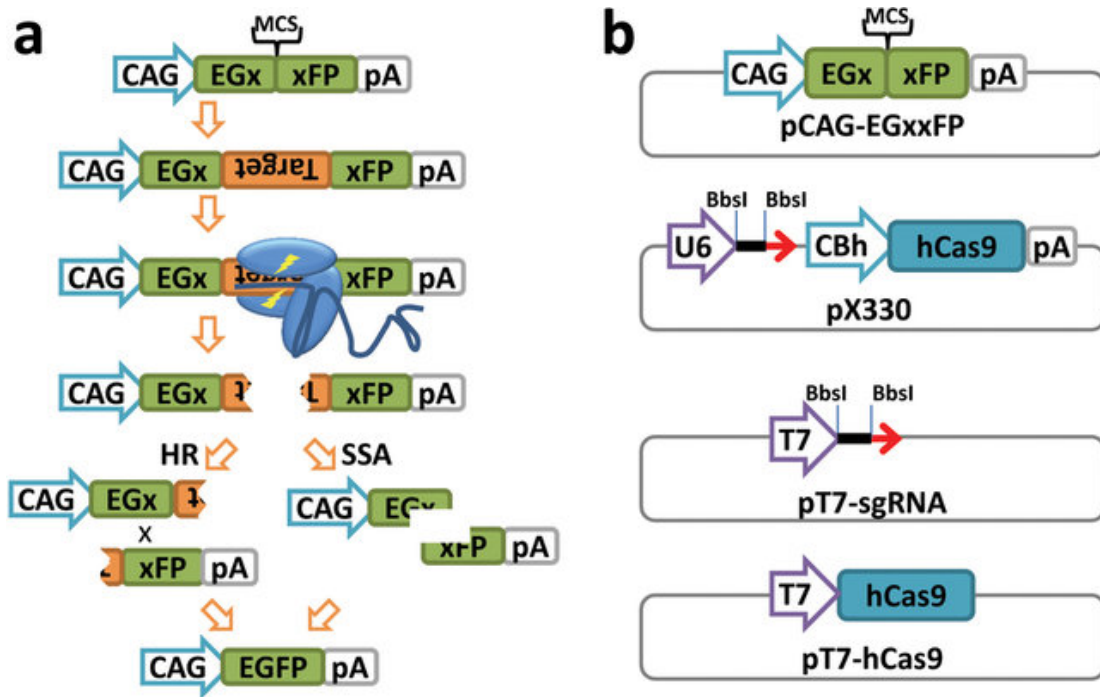 a
MCS
CAG EGx xFP pA
CAG EGx Target xFP pA
CAG EGx xFP pA
CAG EGx xFP pA
HR SSA
CAG EGx
x
xFP pA
CAG EGx
xFP pA
CAG EGFP pA
b
MCS
CAG EGx xFP pA
pCAG-EGxxFP
BbsI BbsI
U6 CBh hCas9 pA
pX330
BbsI BbsI
T7
pT7-sgRNA
T7 hCas9
pT7-hCas9